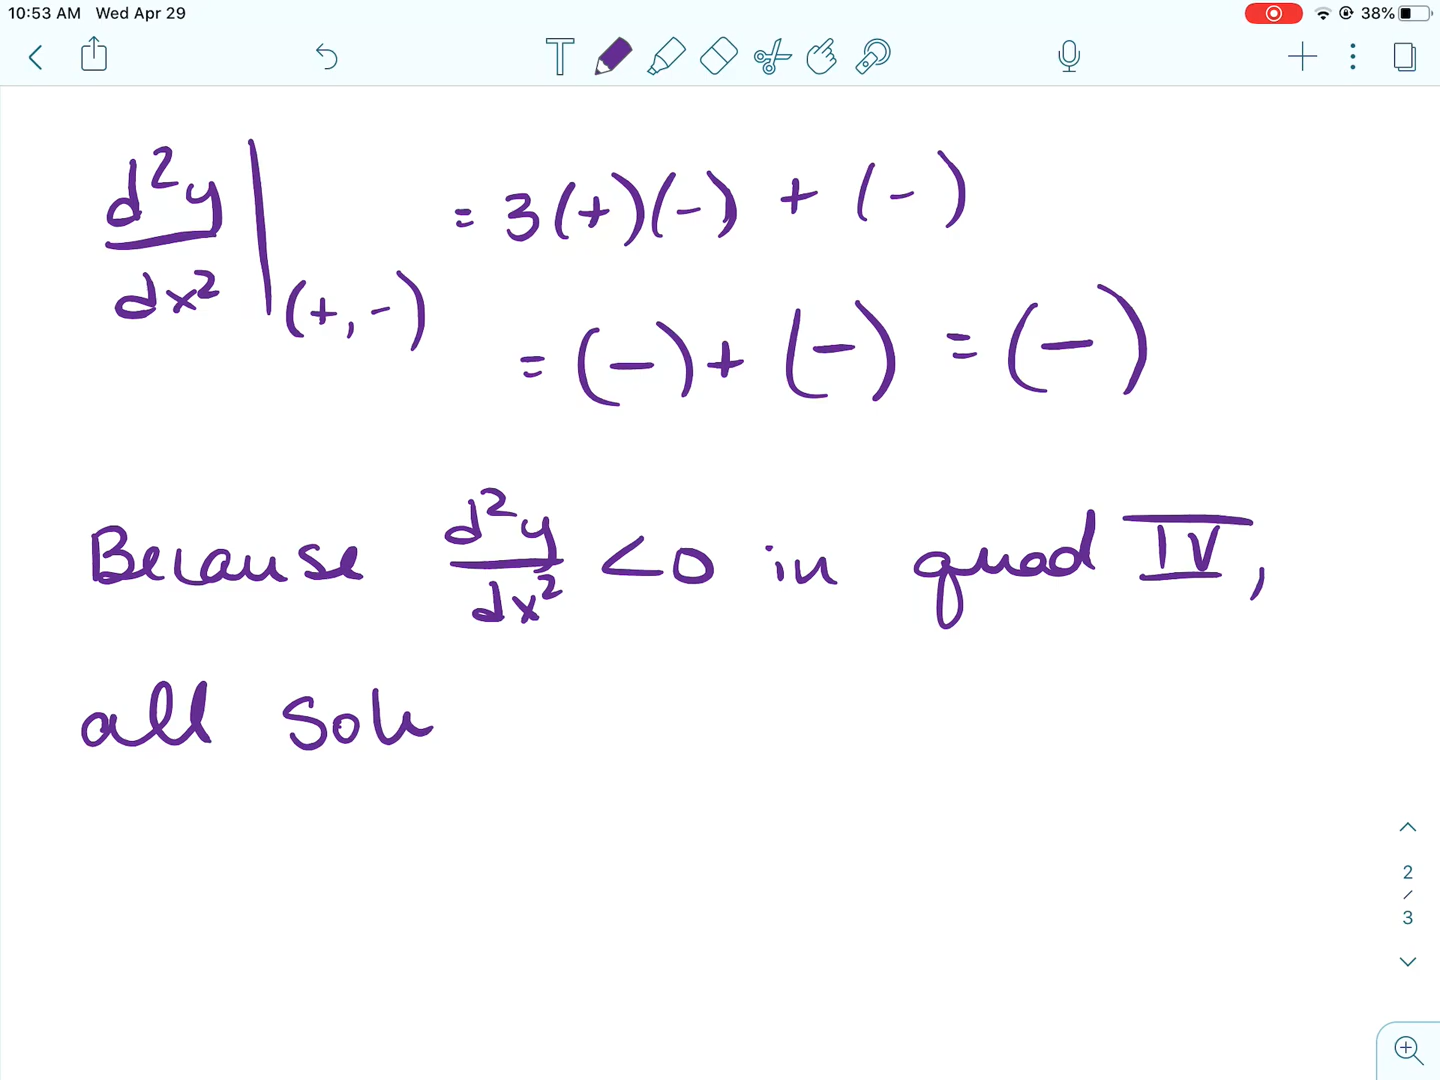 10:53 AM Wed Apr 29
38%
T
d²y/dx² |(+, -) = 3(+)(-) + (-)
= (-) + (-) = (-)
Because d²y/dx² <0 in quad IV,
all solu
2
/
3